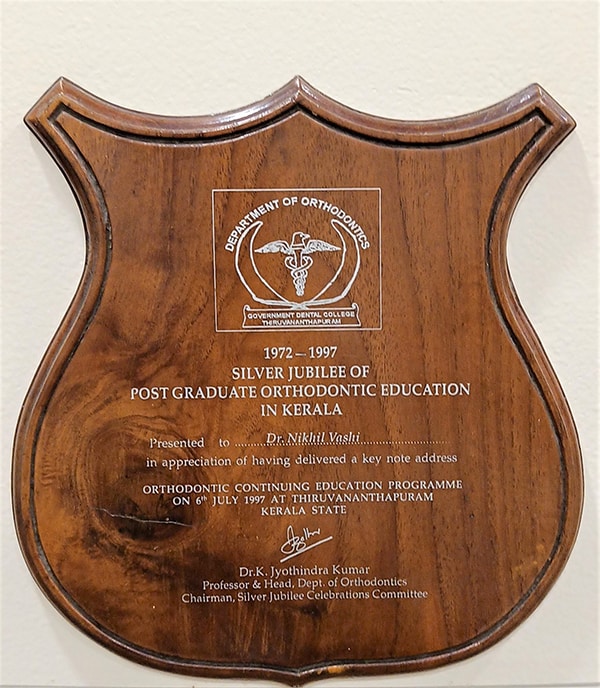 DEPARTMENT OF ORTHODONTICS
GOVERNMENT DENTAL COLLEGE
THIRUVANANTHAPURAM
1972 – 1997
SILVER JUBILEE OF
POST GRADUATE ORTHODONTIC EDUCATION
IN KERALA
Presented to ......Dr. Nikhil Vashi......
in appreciation of having delivered a key note address
ORTHODONTIC CONTINUING EDUCATION PROGRAMME
ON 6th JULY 1997 AT THIRUVANANTHAPURAM
KERALA STATE
Dr.K. Jyothindra Kumar
Professor & Head, Dept. of Orthodontics
Chairman, Silver Jubilee Celebrations Committee